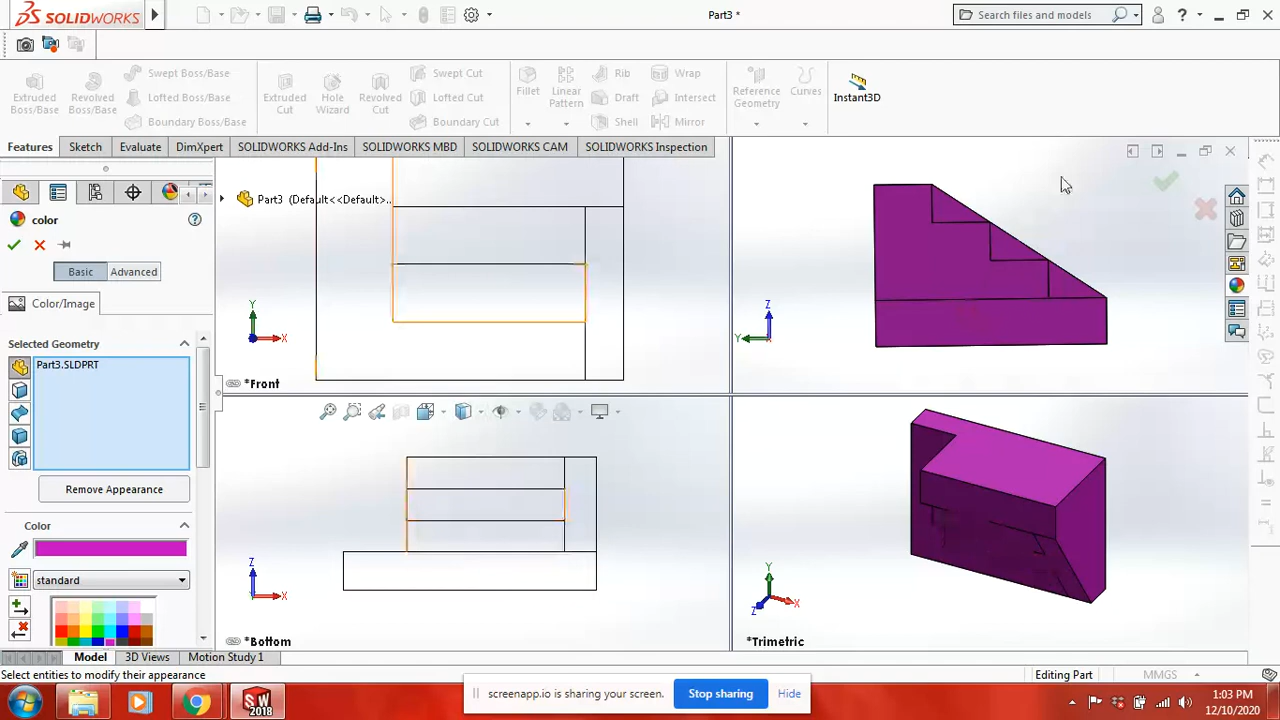 SOLIDWORKS
Part3 *
Search files and models
Extruded Boss/Base
Revolved Boss/Base
Swept Boss/Base
Lofted Boss/Base
Boundary Boss/Base
Extruded Cut
Hole Wizard
Revolved Cut
Swept Cut
Lofted Cut
Boundary Cut
Fillet
Linear Pattern
Rib
Draft
Shell
Wrap
Intersect
Mirror
Reference Geometry
Curves
Instant3D
Features Sketch Evaluate DimXpert SOLIDWORKS Add-Ins SOLIDWORKS MBD SOLIDWORKS CAM SOLIDWORKS Inspection
Part3 (Default<<Default>..
color
Basic Advanced
Color/Image
Selected Geometry
Part3.SLDPRT
Remove Appearance
Color
standard
Y
X
*Front
Z
Y
Z
X
*Bottom
Y
Z
X
*Trimetric
Model 3D Views Motion Study 1
Select entities to modify their appearance
Editing Part
MMGS
screenapp.io is sharing your screen.
Stop sharing
Hide
SW
2018
1:03 PM
12/10/2020